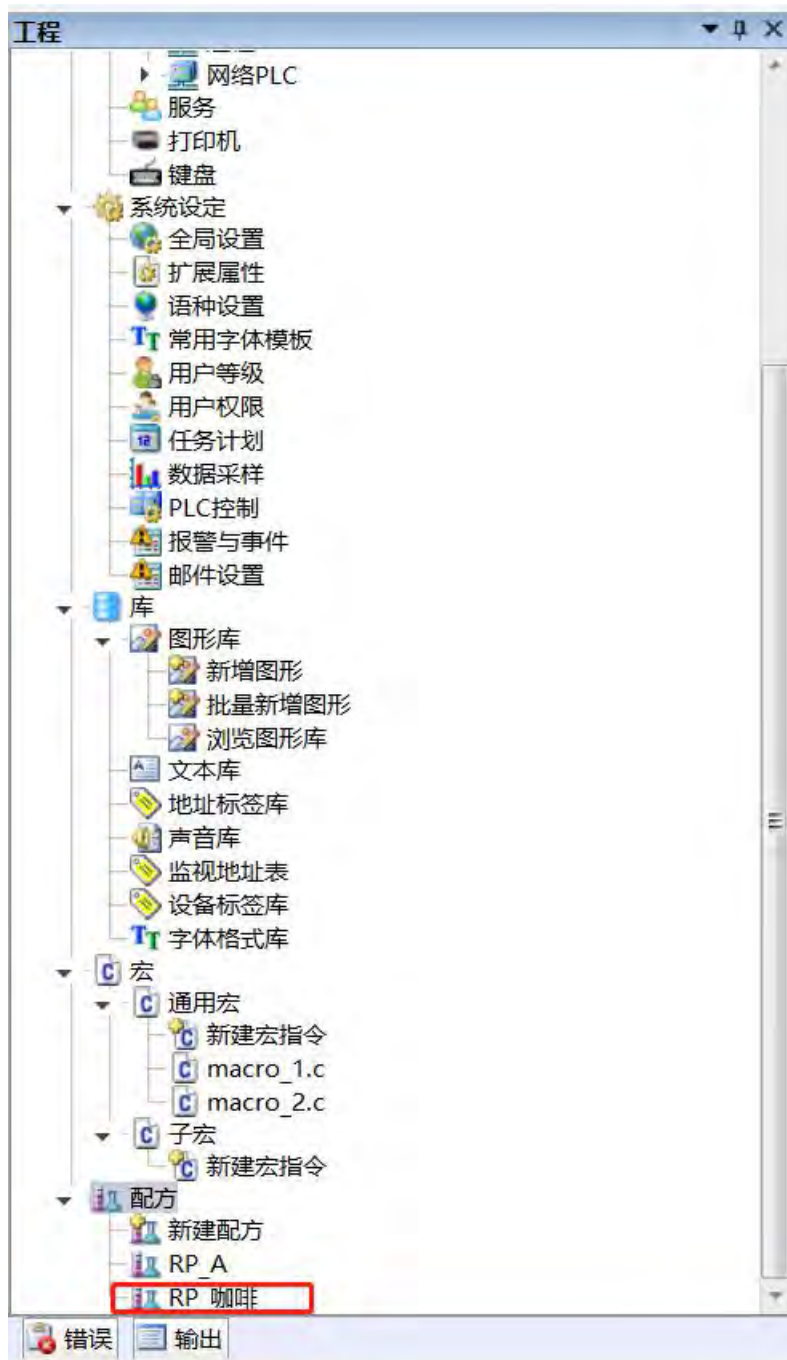 工程
网络PLC
服务
打印机
键盘
系统设定
全局设置
扩展属性
语种设置
常用字体模板
用户等级
用户权限
任务计划
数据采样
PLC控制
报警与事件
邮件设置
库
图形库
新增图形
批量新增图形
浏览图形库
文本库
地址标签库
声音库
监视地址表
设备标签库
字体格式库
宏
通用宏
新建宏指令
macro_1.c
macro_2.c
子宏
新建宏指令
配方
新建配方
RP_A
RP_咖啡
错误 输出